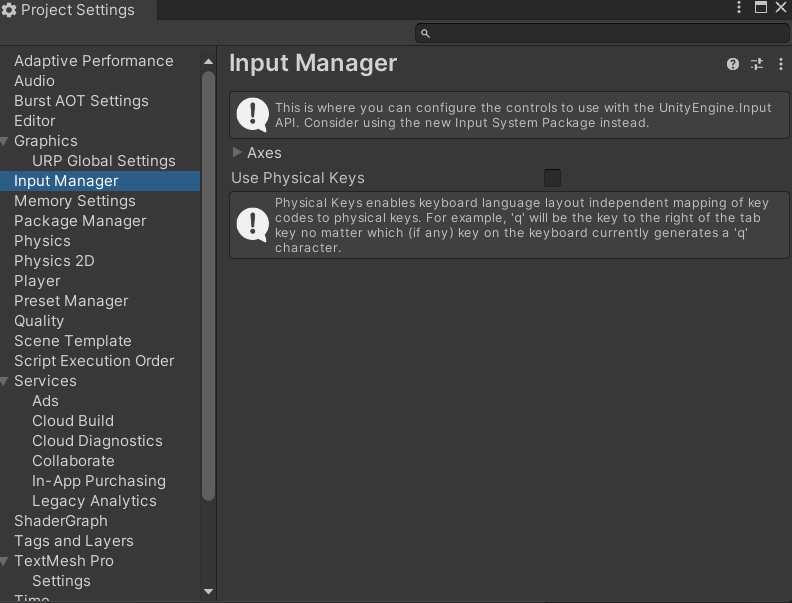 Project Settings
Adaptive Performance
Audio
Burst AOT Settings
Editor
Graphics
URP Global Settings
Input Manager
Memory Settings
Package Manager
Physics
Physics 2D
Player
Preset Manager
Quality
Scene Template
Script Execution Order
Services
Ads
Cloud Build
Cloud Diagnostics
Collaborate
In-App Purchasing
Legacy Analytics
ShaderGraph
Tags and Layers
TextMesh Pro
Settings
Time
Input Manager
This is where you can configure the controls to use with the UnityEngine.Input
API. Consider using the new Input System Package instead.
Axes
Use Physical Keys
Physical Keys enables keyboard language layout independent mapping of key
codes to physical keys. For example, 'q' will be the key to the right of the tab
key no matter which (if any) key on the keyboard currently generates a 'q'
character.